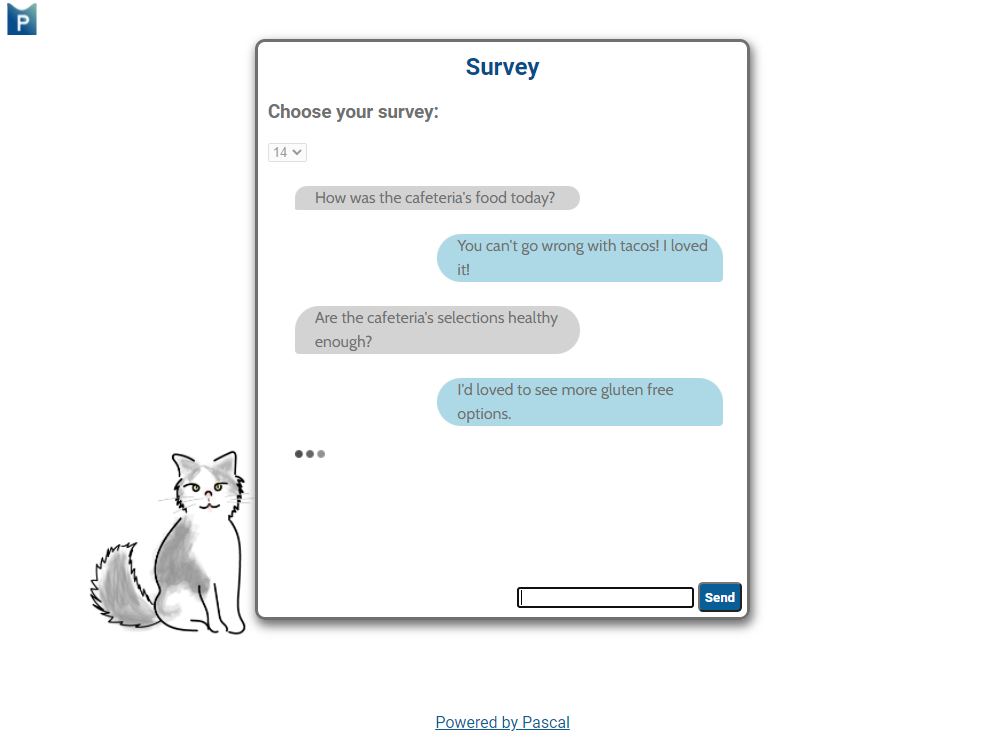 P
Survey
Choose your survey:
14
How was the cafeteria's food today?
You can't go wrong with tacos! I loved
it!
Are the cafeteria's selections healthy
enough?
I'd loved to see more gluten free
options.
Send
Powered by Pascal